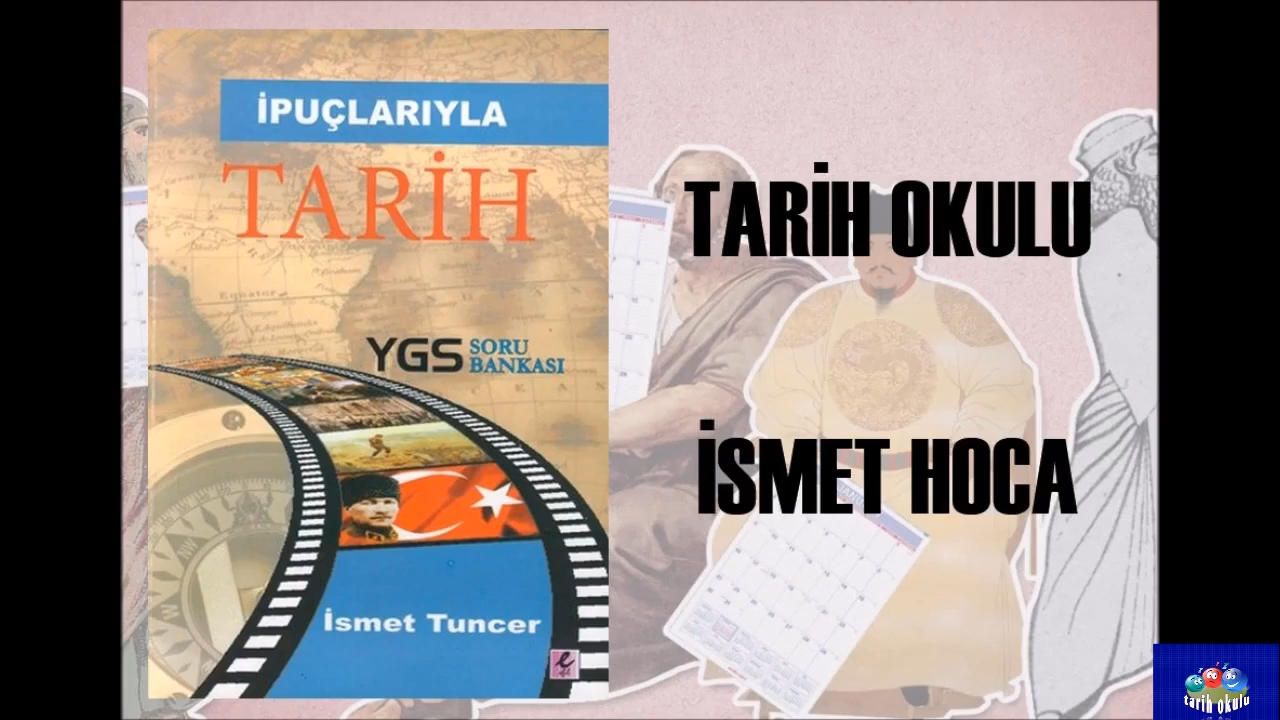 İPUÇLARIYLA
TARİH
YGS SORU
BANKASI
İsmet Tuncer
TARİH OKULU
İSMET HOCA
tarih okulu